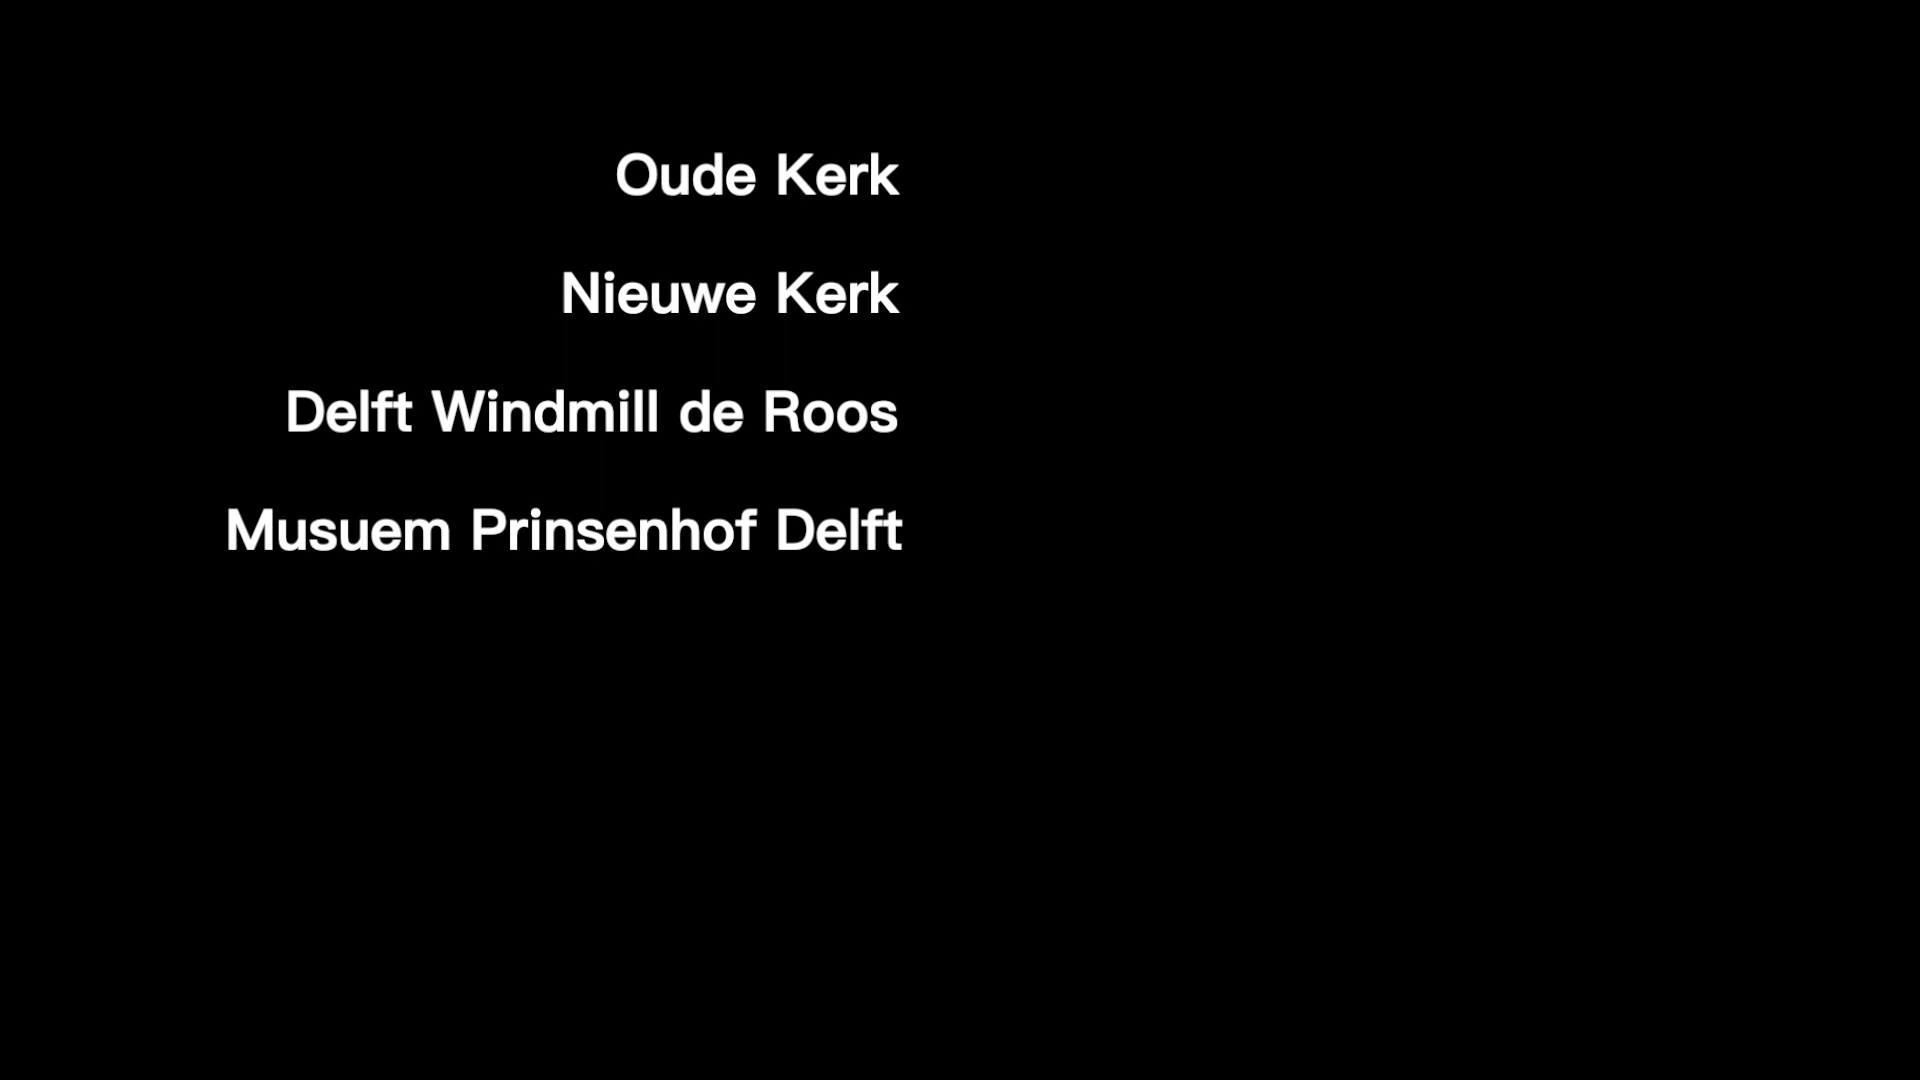 Oude Kerk
Nieuwe Kerk
Delft Windmill de Roos
Musuem Prinsenhof Delft